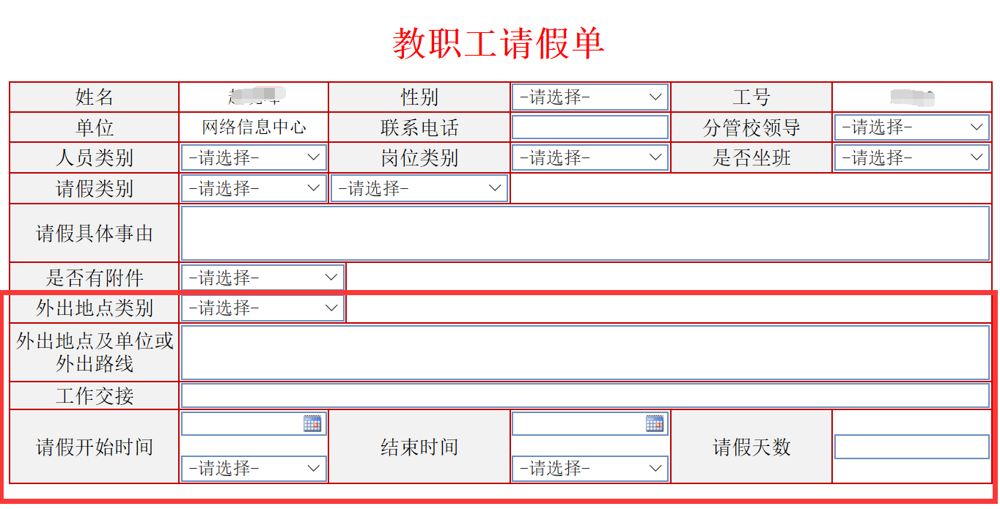 教职工请假单
姓名 性别 -请选择- 工号
单位 网络信息中心 联系电话 分管校领导 -请选择-
人员类别 -请选择- 岗位类别 -请选择- 是否坐班 -请选择-
请假类别 -请选择- -请选择-
请假具体事由
是否有附件 -请选择-
外出地点类别 -请选择-
外出地点及单位或
外出路线
工作交接
请假开始时间 结束时间 请假天数
-请选择- -请选择-